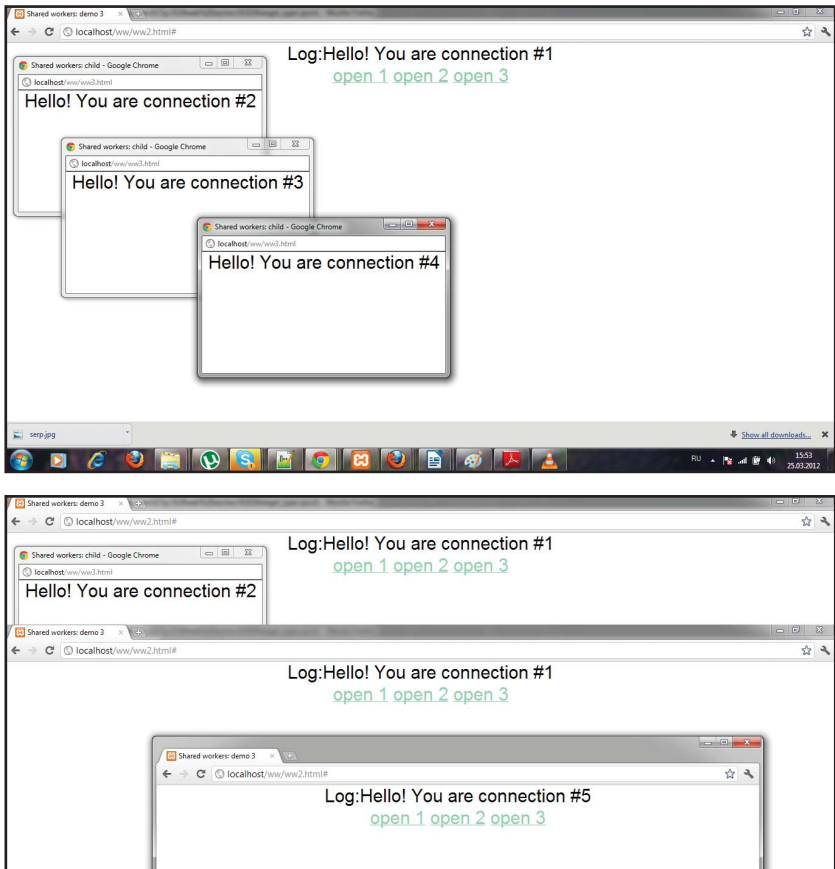 Shared workers: demo 3
localhost/ww/ww2.html#
Log:Hello! You are connection #1
open 1 open 2 open 3
Shared workers: child - Google Chrome
localhost/ww/ww3.html
Hello! You are connection #2
Shared workers: child - Google Chrome
localhost/ww/ww3.html
Hello! You are connection #3
Shared workers: child - Google Chrome
localhost/ww/ww3.html
Hello! You are connection #4
serp.jpg
Show all downloads...
RU
15:53
25.03.2012
Shared workers: demo 3
localhost/ww/ww2.html#
Log:Hello! You are connection #1
open 1 open 2 open 3
Shared workers: child - Google Chrome
localhost/ww/ww3.html
Hello! You are connection #2
Shared workers: demo 3
localhost/ww/ww2.html#
Log:Hello! You are connection #1
open 1 open 2 open 3
Shared workers: demo 3
localhost/ww/ww2.html#
Log:Hello! You are connection #5
open 1 open 2 open 3